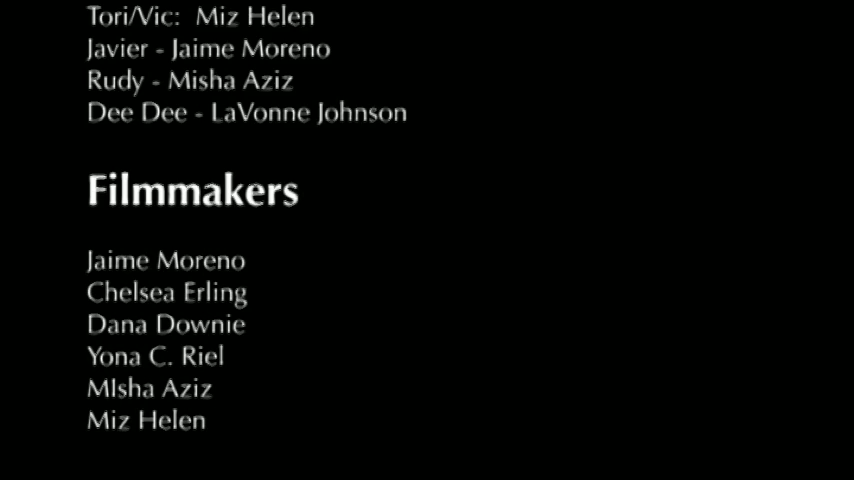 Tori/Vic:  Miz Helen
Javier - Jaime Moreno
Rudy - Misha Aziz
Dee Dee - LaVonne Johnson
Filmmakers
Jaime Moreno
Chelsea Erling
Dana Downie
Yona C. Riel
MIsha Aziz
Miz Helen